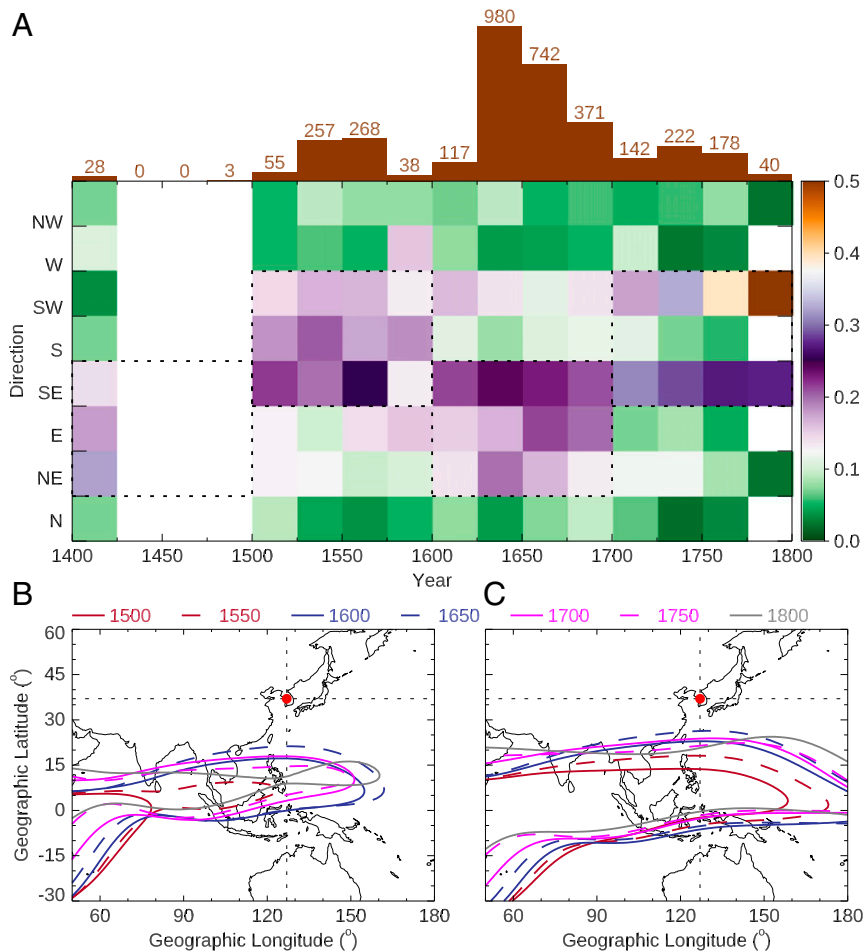 A
980
742
371
257
268
222
178
142
117
55
38
40
28
0
0
3
NW
W
SW
S
SE
E
NE
N
Direction
0.5
0.4
0.3
0.2
0.1
0.0
1400 1450 1500 1550 1600 1650 1700 1750 1800
Year
B
C
1500 1550 1600 1650 1700 1750 1800
60
45
30
15
0
-15
-30
Geographic Latitude (°)
60 90 120 150 180
60 90 120 150 180
Geographic Longitude (°)
Geographic Longitude (°)